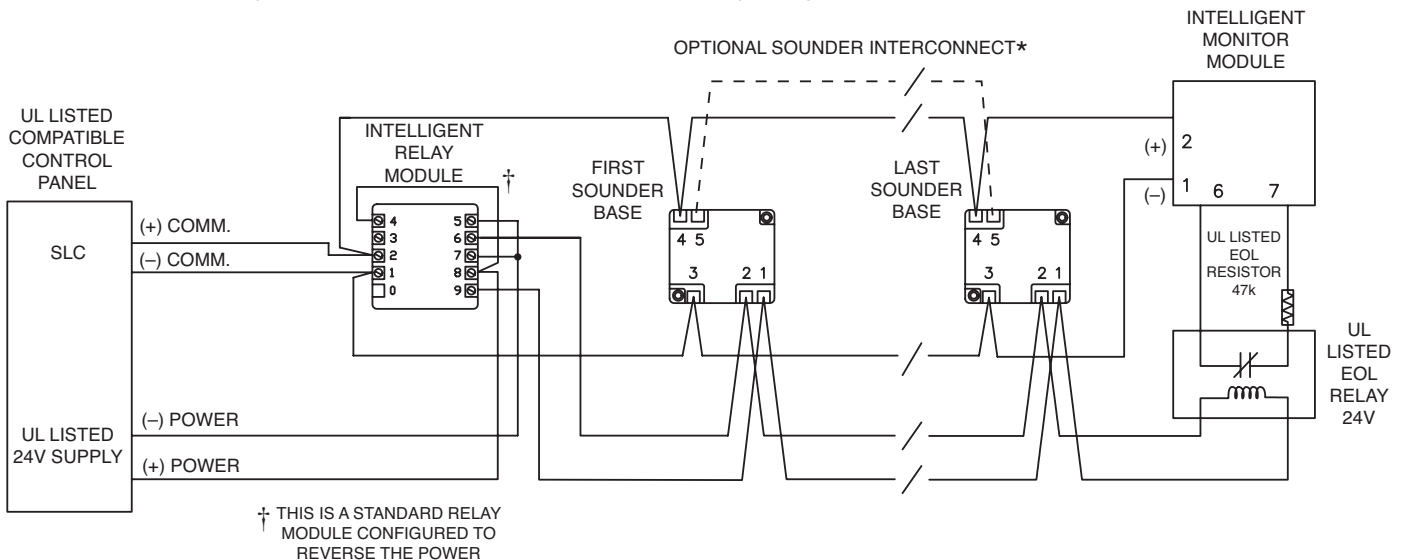 OPTIONAL SOUNDER INTERCONNECT*
INTELLIGENT
MONITOR
MODULE
UL LISTED
COMPATIBLE
CONTROL
PANEL
INTELLIGENT
RELAY
MODULE
†
FIRST
SOUNDER
BASE
LAST
SOUNDER
BASE
(+) 2
(–) 1
6 7
SLC
(+) COMM.
(–) COMM.
4 5
3 6
2 7
1 8
0 9
4 5
3 2 1
4 5
3 2 1
UL LISTED
EOL
RESISTOR
47k
UL
LISTED
EOL
RELAY
24V
UL LISTED
24V SUPPLY
(–) POWER
(+) POWER
† THIS IS A STANDARD RELAY
MODULE CONFIGURED TO
REVERSE THE POWER